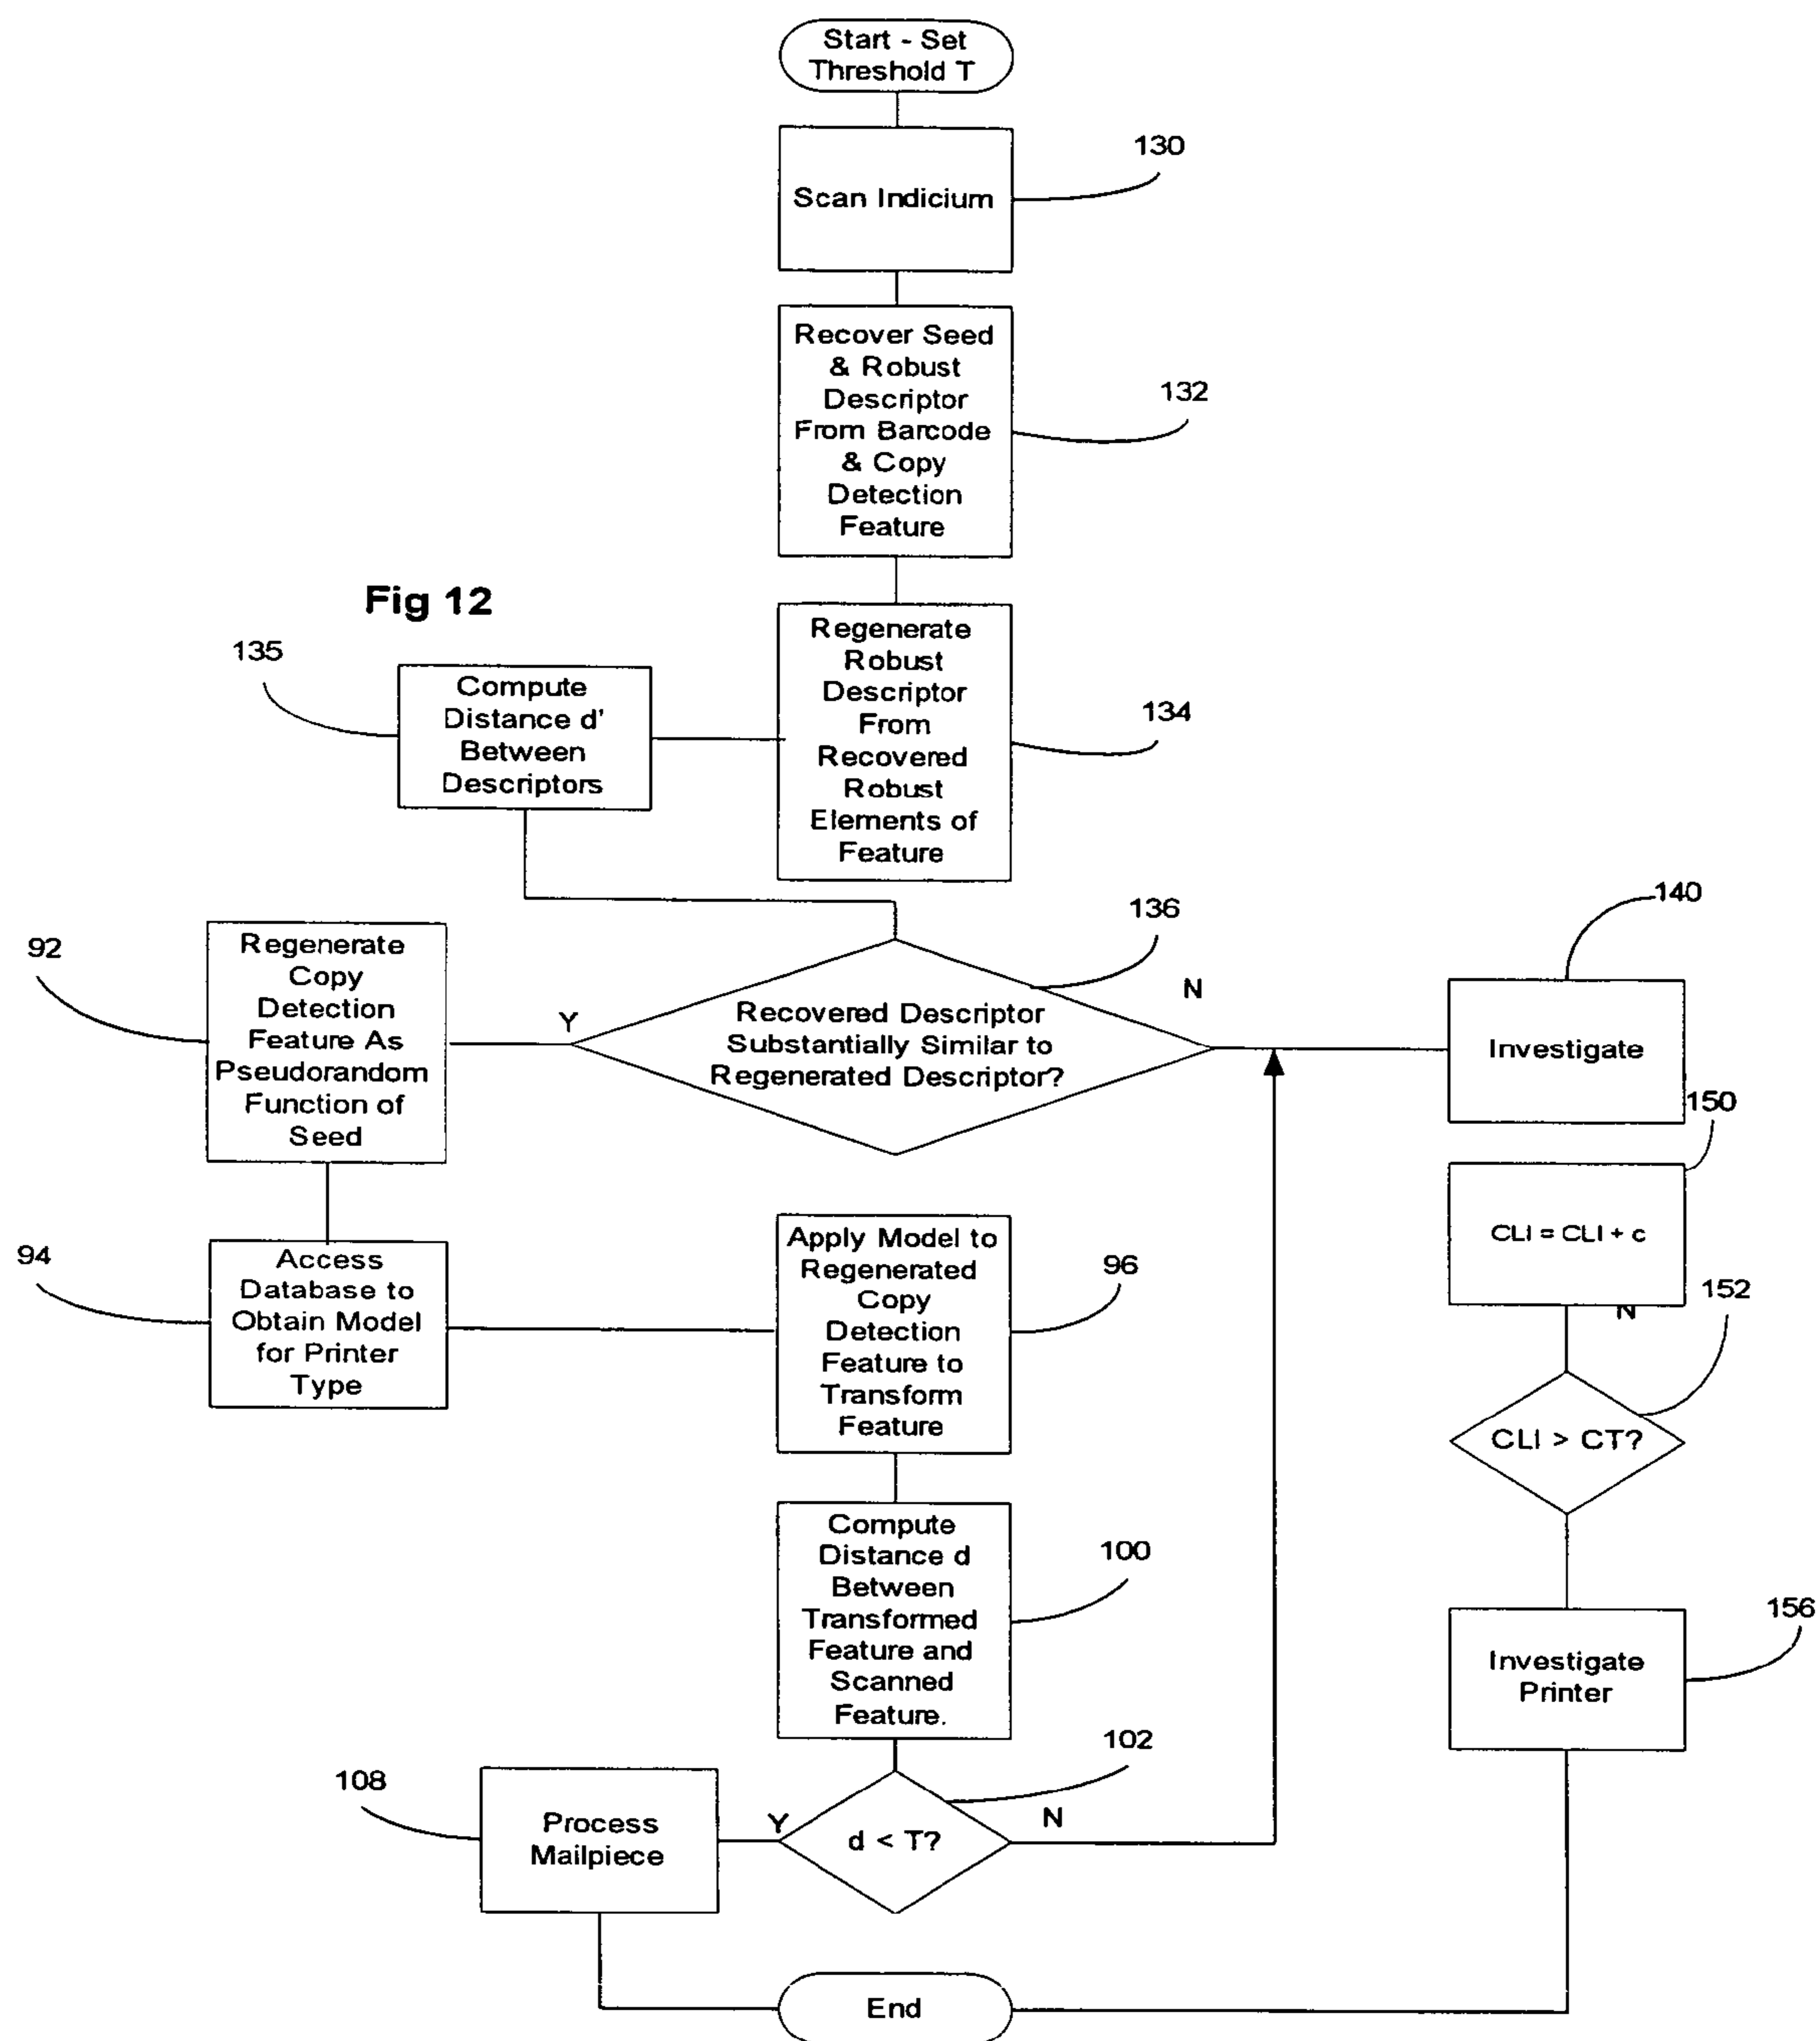 Start - Set
Threshold T
130
Scan Indicium
Recover Seed
& Robust
Descriptor
From Barcode
& Copy
Detection
Feature
132
Fig 12
135
Compute
Distance d'
Between
Descriptors
Regenerate
Robust
Descriptor
From
Recovered
Robust
Elements of
Feature
134
136
140
92
Regenerate
Copy
Detection
Feature As
Pseudorandom
Function of
Seed
Y
Recovered Descriptor
Substantially Similar to
Regenerated Descriptor?
N
Investigate
150
CLI = CLI + c
94
Access
Database to
Obtain Model
for Printer
Type
Apply Model to
Regenerated
Copy
Detection
Feature to
Transform
Feature
96
N
152
CLI > CT?
Compute
Distance d
Between
Transformed
Feature and
Scanned
Feature.
100
Investigate
Printer
156
102
108
Process
Mailpiece
Y
d < T?
N
End